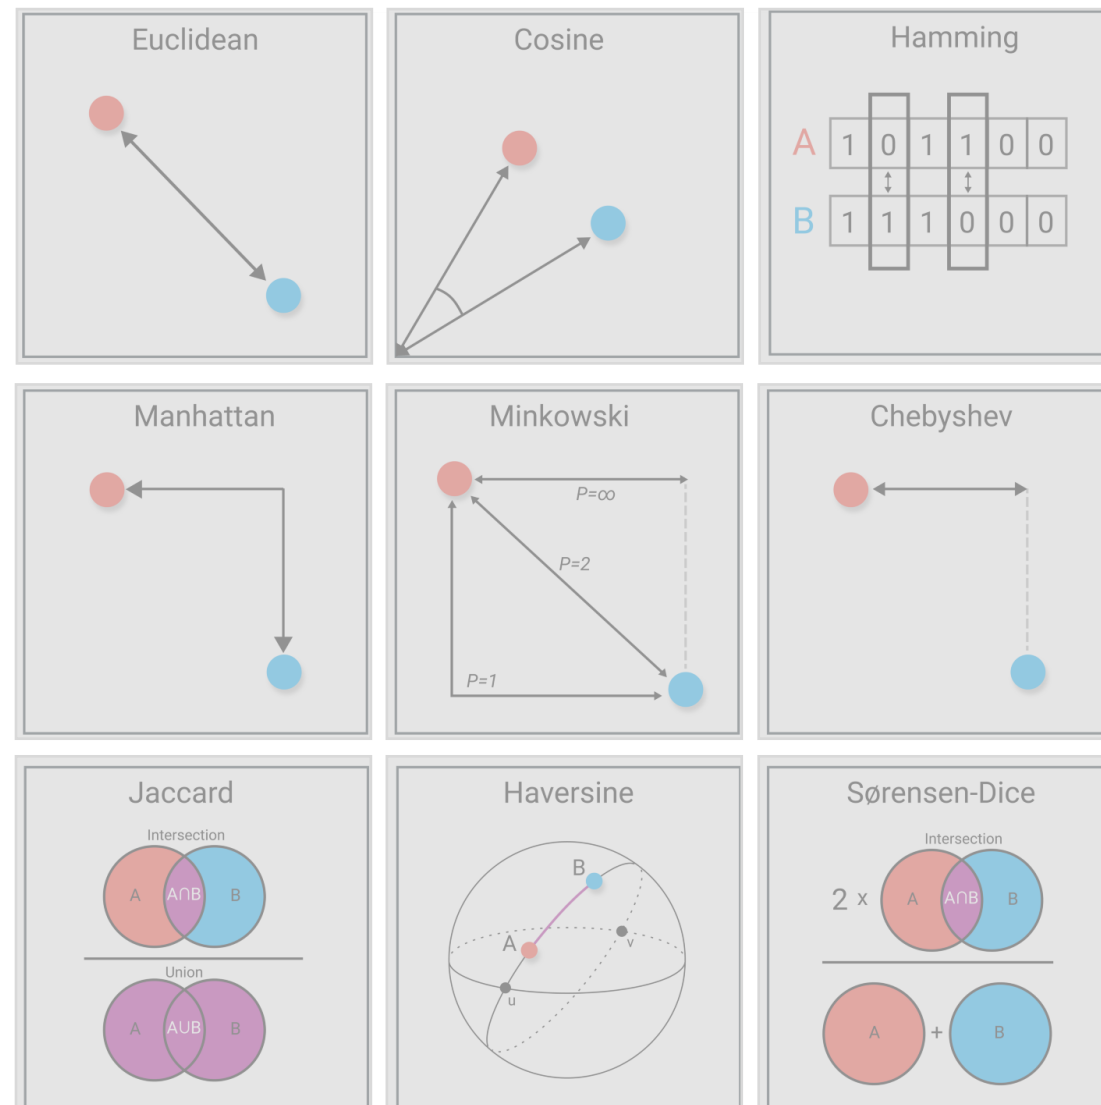 Euclidean
Cosine
Hamming
A 1 0 1 1 0 0
B 1 1 1 0 0 0
Manhattan
Minkowski
P=∞
P=2
P=1
Chebyshev
Jaccard
Intersection
A A∩B B
Union
A A∪B B
Haversine
B
A
v
u
Sørensen-Dice
Intersection
2 x A A∩B B
A + B